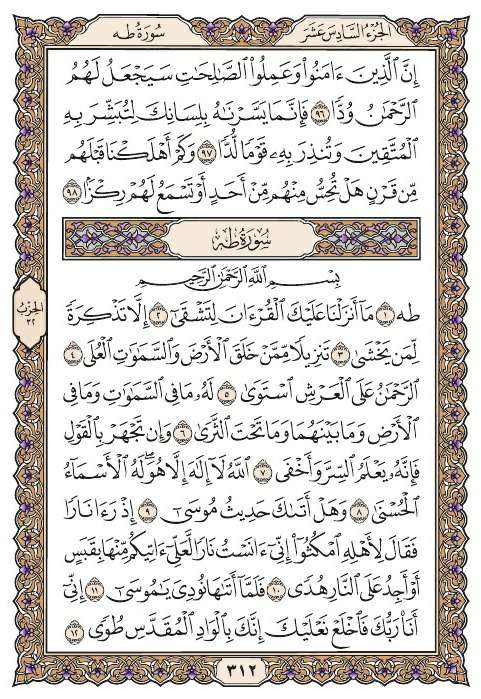 الجزء السادس عشر
سورة طه
إِنَّ ٱلَّذِينَ ءَامَنُوا۟ وَعَمِلُوا۟ ٱلصَّٰلِحَٰتِ سَيَجْعَلُ لَهُمُ
ٱلرَّحْمَٰنُ وُدًّا ٩٦ فَإِنَّمَا يَسَّرْنَٰهُ بِلِسَانِكَ لِتُبَشِّرَ بِهِ
ٱلْمُتَّقِينَ وَتُنذِرَ بِهِۦ قَوْمًا لُّدًّا ٩٧ وَكَمْ أَهْلَكْنَا قَبْلَهُم
مِّن قَرْنٍ هَلْ تُحِسُّ مِنْهُم مِّنْ أَحَدٍ أَوْ تَسْمَعُ لَهُمْ رِكْزًۢا ٩٨
سُورَةُ طه
بِسْمِ ٱللَّهِ ٱلرَّحْمَٰنِ ٱلرَّحِيمِ
طه ١ مَآ أَنزَلْنَا عَلَيْكَ ٱلْقُرْءَانَ لِتَشْقَىٰٓ ٢ إِلَّا تَذْكِرَةً
لِّمَن يَخْشَىٰ ٣ تَنزِيلًا مِّمَّنْ خَلَقَ ٱلْأَرْضَ وَٱلسَّمَٰوَٰتِ ٱلْعُلَى ٤
ٱلرَّحْمَٰنُ عَلَى ٱلْعَرْشِ ٱسْتَوَىٰ ٥ لَهُۥ مَا فِى ٱلسَّمَٰوَٰتِ وَمَا فِى
ٱلْأَرْضِ وَمَا بَيْنَهُمَا وَمَا تَحْتَ ٱلثَّرَىٰ ٦ وَإِن تَجْهَرْ بِٱلْقَوْلِ
فَإِنَّهُۥ يَعْلَمُ ٱلسِّرَّ وَأَخْفَى ٧ ٱللَّهُ لَآ إِلَٰهَ إِلَّا هُوَ لَهُ ٱلْأَسْمَآءُ
ٱلْحُسْنَىٰ ٨ وَهَلْ أَتَىٰكَ حَدِيثُ مُوسَىٰٓ ٩ إِذْ رَءَا نَارًا
فَقَالَ لِأَهْلِهِ ٱمْكُثُوٓا۟ إِنِّىٓ ءَانَسْتُ نَارًا لَّعَلِّىٓ ءَاتِيكُم مِّنْهَا بِقَبَسٍ
أَوْ أَجِدُ عَلَى ٱلنَّارِ هُدًى ١٠ فَلَمَّآ أَتَىٰهَا نُودِىَ يَٰمُوسَىٰٓ ١١ إِنِّىٓ
أَنَا۠ رَبُّكَ فَٱخْلَعْ نَعْلَيْكَ إِنَّكَ بِٱلْوَادِ ٱلْمُقَدَّسِ طُوًى ١٢
الحزب
٣٢
٣١٢